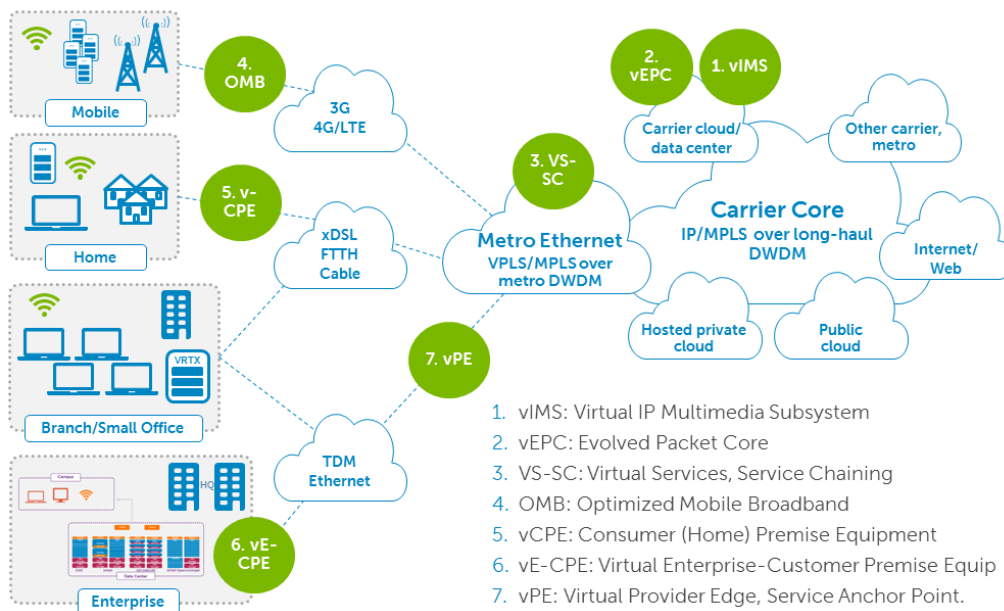 Mobile
4.
OMB
3G
4G/LTE
Home
5. v-
CPE
xDSL
FTTH
Cable
VRTX
Branch/Small Office
TDM
Ethernet
Campus
HQ
Data Center
Enterprise
6. vE-
CPE
7. vPE
3. VS-
SC
Metro Ethernet
VPLS/MPLS over
metro DWDM
2.
vEPC
1. vIMS
Carrier cloud/
data center
Other carrier,
metro
Carrier Core
IP/MPLS over long-haul
DWDM
Internet/
Web
Hosted private
cloud
Public
cloud
1. vIMS: Virtual IP Multimedia Subsystem
2. vEPC: Evolved Packet Core
3. VS-SC: Virtual Services, Service Chaining
4. OMB: Optimized Mobile Broadband
5. vCPE: Consumer (Home) Premise Equipment
6. vE-CPE: Virtual Enterprise-Customer Premise Equip
7. vPE: Virtual Provider Edge, Service Anchor Point.